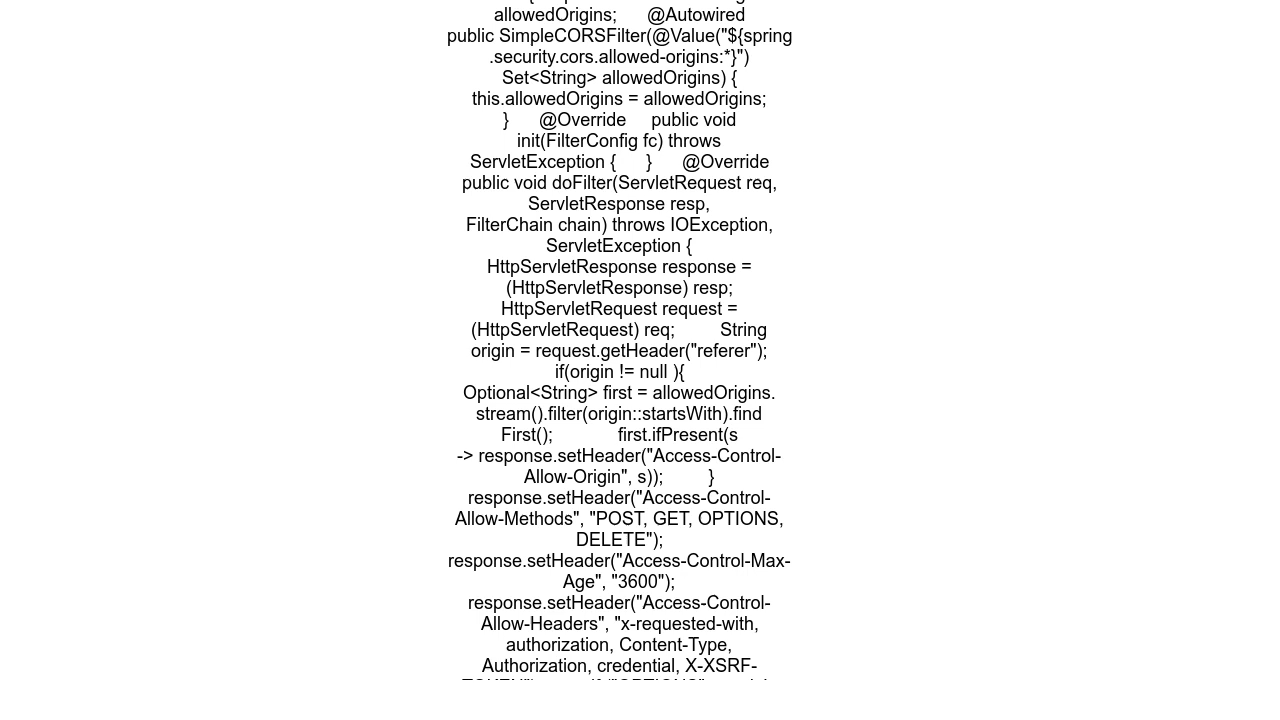 allowedOrigins;      @Autowired
public SimpleCORSFilter(@Value("${spring
.security.cors.allowed-origins:*}")
Set<String> allowedOrigins) {
this.allowedOrigins = allowedOrigins;
}      @Override     public void
init(FilterConfig fc) throws
ServletException {      }      @Override
public void doFilter(ServletRequest req,
ServletResponse resp,
FilterChain chain) throws IOException,
ServletException {
HttpServletResponse response =
(HttpServletResponse) resp;
HttpServletRequest request =
(HttpServletRequest) req;         String
origin = request.getHeader("referer");
if(origin != null ){
Optional<String> first = allowedOrigins.
stream().filter(origin::startsWith).find
First();             first.ifPresent(s
-> response.setHeader("Access-Control-
Allow-Origin", s));         }
response.setHeader("Access-Control-
Allow-Methods", "POST, GET, OPTIONS,
DELETE");
response.setHeader("Access-Control-Max-
Age", "3600");
response.setHeader("Access-Control-
Allow-Headers", "x-requested-with,
authorization, Content-Type,
Authorization, credential, X-XSRF-